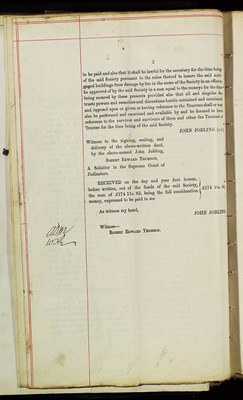 2
to be paid and also that it shall be lawful for the secretary for the time being
of the said Society pursuant to the rules thereof to insure the said mort-
gaged buildings from damage by fire in the name of the Society in an office to
be approved of by the said Society in a sum equal to the moneys for the time
being secured by these presents provided also that all and singular the
trusts powers and remedies and discretions herein contained and mentioned
and imposed upon or given or having reference to the Trustees shall or may
also be performed and exercised and available by and be deemed to have
reference to the survivor and survivors of them and other the Trustees or
Trustee for the time being of the said Society.
JOHN JOBLING
Witness to the signing, sealing, and
delivery of the above-written deed,
by the above-named John Jobling,
ROBERT EDWARD THOMSON,
A Solicitor in the Supreme Court of
Judicature.
RECEIVED on the day and year first herein-
before written, out of the funds of the said Society,
the sum of £174 11s. 9d., being the full consideration
money, expressed to be paid to me
£174 11s. 9d.
As witness my hand,
JOHN JOBLING
Witness—
ROBERT EDWARD THOMSON.